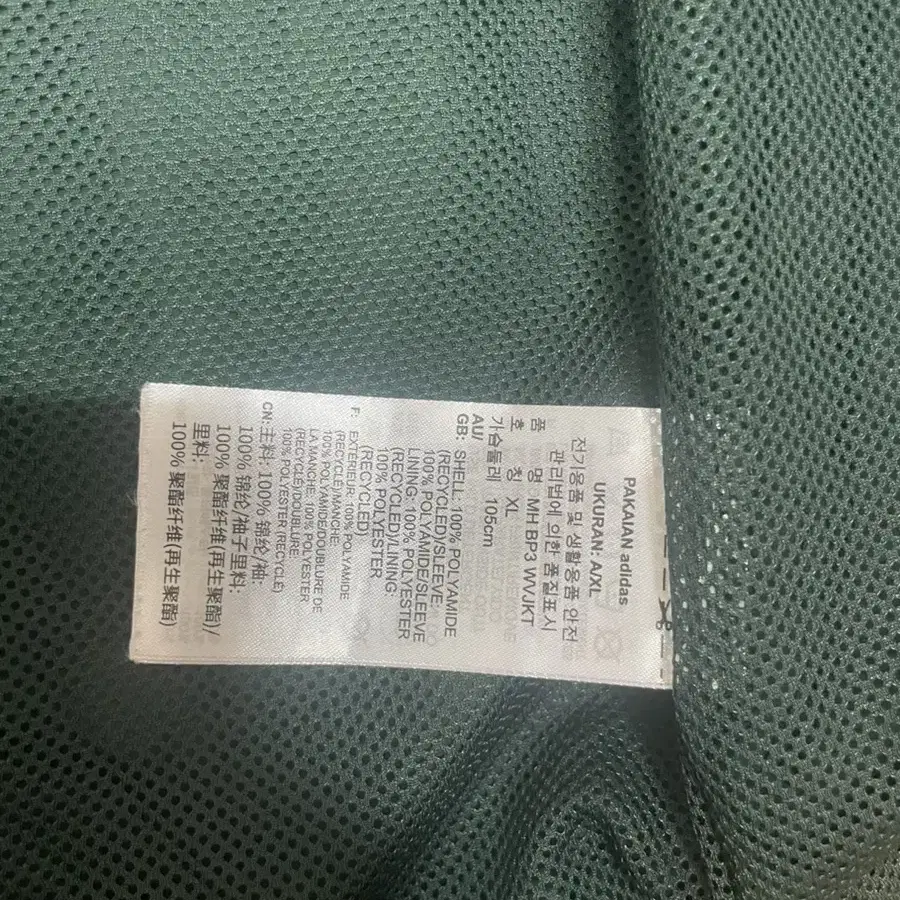 PAKAIAN adidas
UKURAN: A/XL
전기용품 및 생활용품 안전
관리법에 의한 품질표시
품 명 MH BP3 WVJKT
호 칭 XL
가슴둘레 105cm
AU/
GB: SHELL: 100% POLYAMIDE
(RECYCLED)/SLEEVE:
100% POLYAMIDE/SLEEVE
LINING: 100% POLYESTER
(RECYCLED)/LINING:
100% POLYESTER
(RECYCLED)
F: EXTERIEUR: 100% POLYAMIDE
(RECYCLE)/MANCHE:
100% POLYAMIDE/DOUBLURE DE
LA MANCHE: 100% POLYESTER
(RECYCLE)/DOUBLURE:
100% POLYESTER (RECYCLE)
CN:主料: 100% 锦纶/袖:
100% 锦纶/袖子里料:
100% 聚酯纤维(再生聚酯)/
里料:
100% 聚酯纤维(再生聚酯)